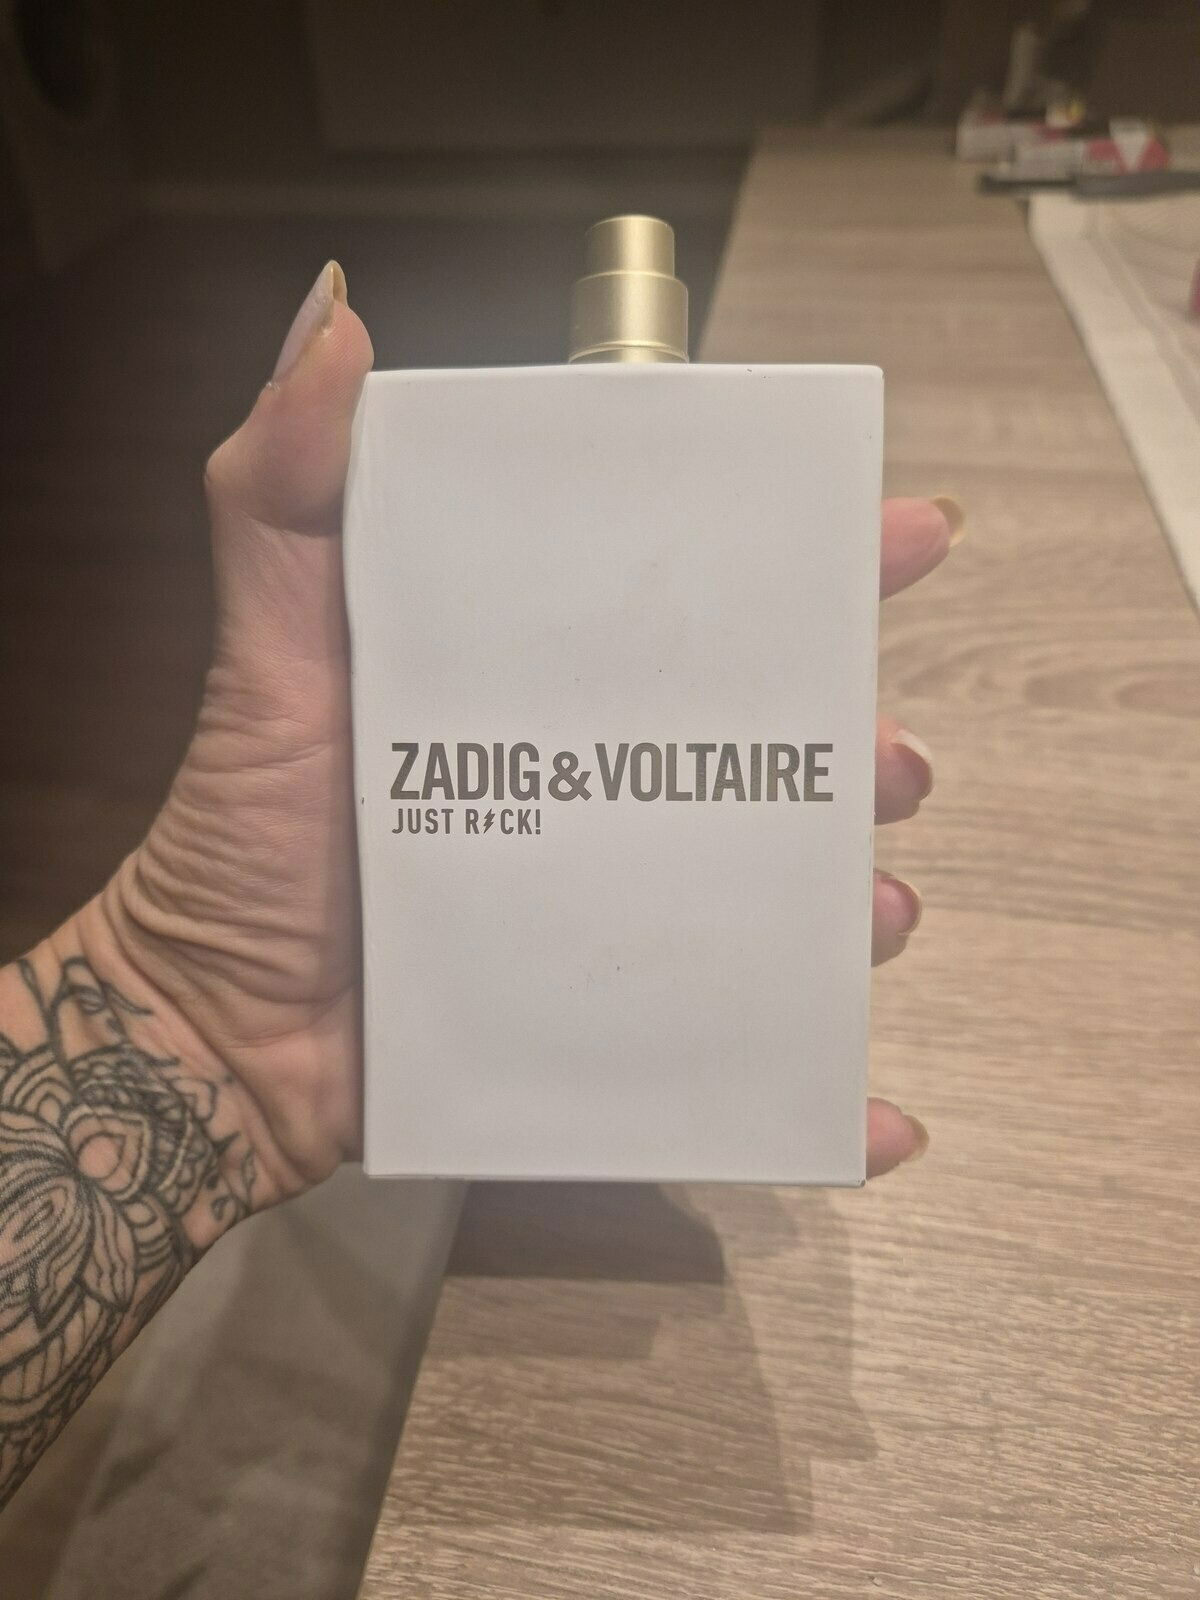 ZADIG & VOLTAIRE
JUST R⚡CK!